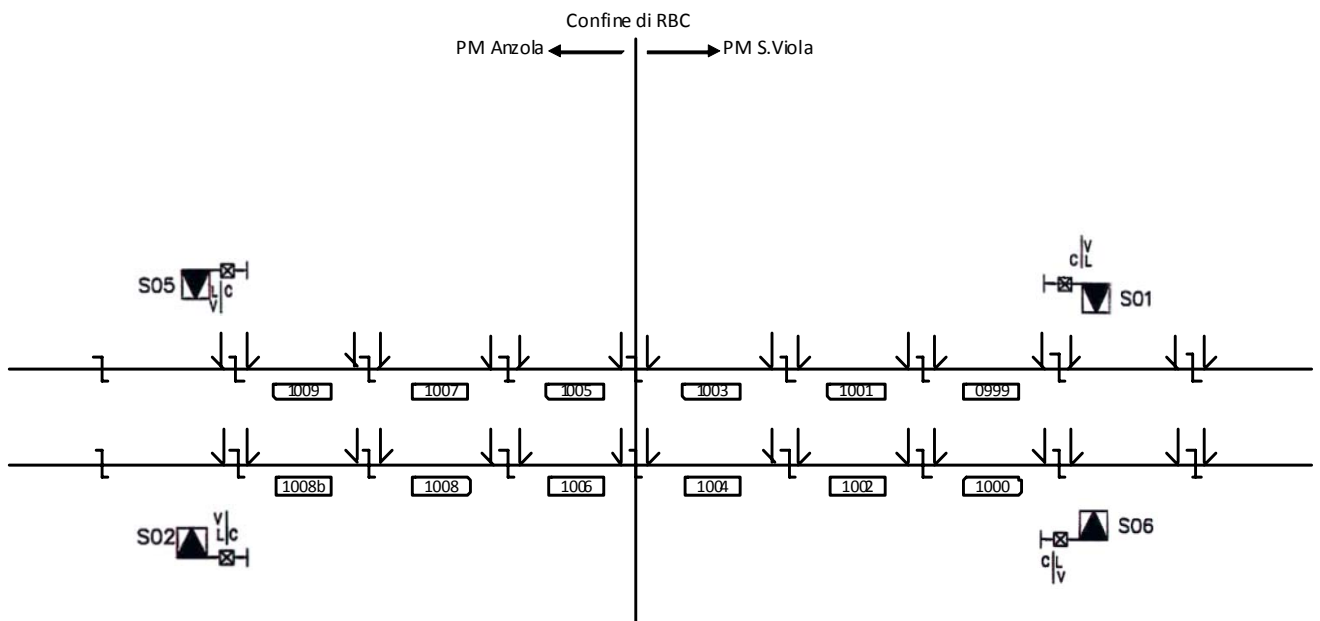 Confine di RBC
PM Anzola PM S.Viola
V
C L
S05 L C
V
S01
1009 1007 1005 1003 1001 0999
1008b 1008 1006 1004 1002 1000
V
L C
S02
S06
C L
V